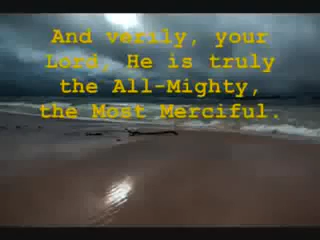 And verily, your
Lord, He is truly
the All-Mighty,
the Most Merciful.